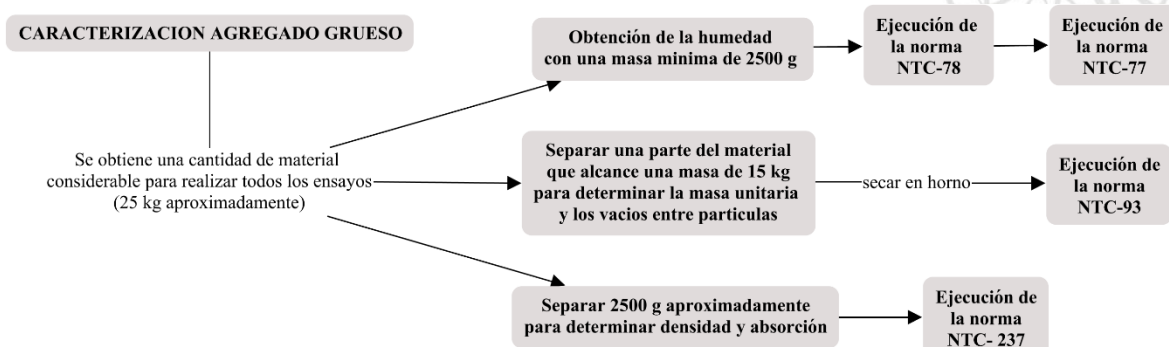 CARACTERIZACION AGREGADO GRUESO
Se obtiene una cantidad de material
considerable para realizar todos los ensayos
(25 kg aproximadamente)
Obtención de la humedad
con una masa minima de 2500 g
Ejecución de
la norma
NTC-78
Ejecución de
la norma
NTC-77
Separar una parte del material
que alcance una masa de 15 kg
para determinar la masa unitaria
y los vacios entre particulas
secar en horno
Ejecución de
la norma
NTC-93
Separar 2500 g aproximadamente
para determinar densidad y absorción
Ejecución de
la norma
NTC- 237